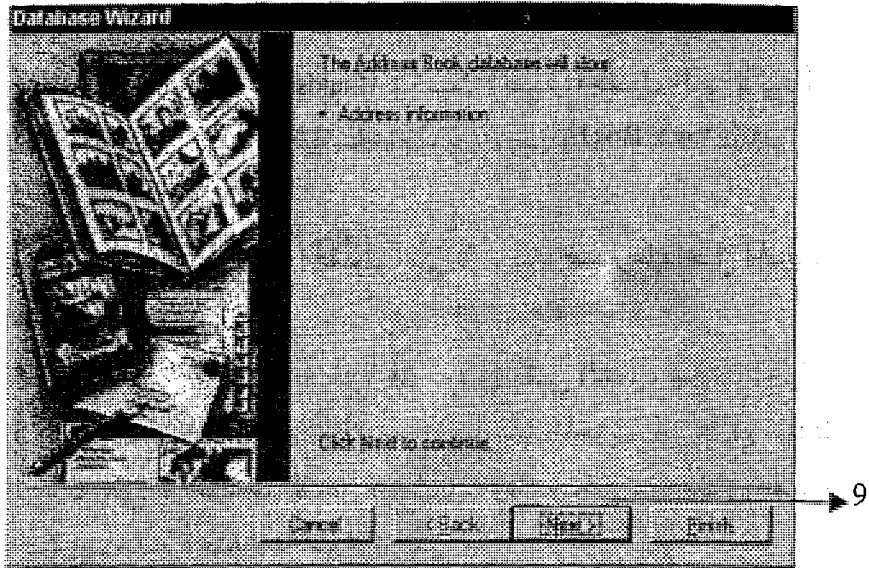 Database Wizard
The Address Book database will store:
• Address information
Click Next to continue.
9
Cancel
< Back
Next >
Finish